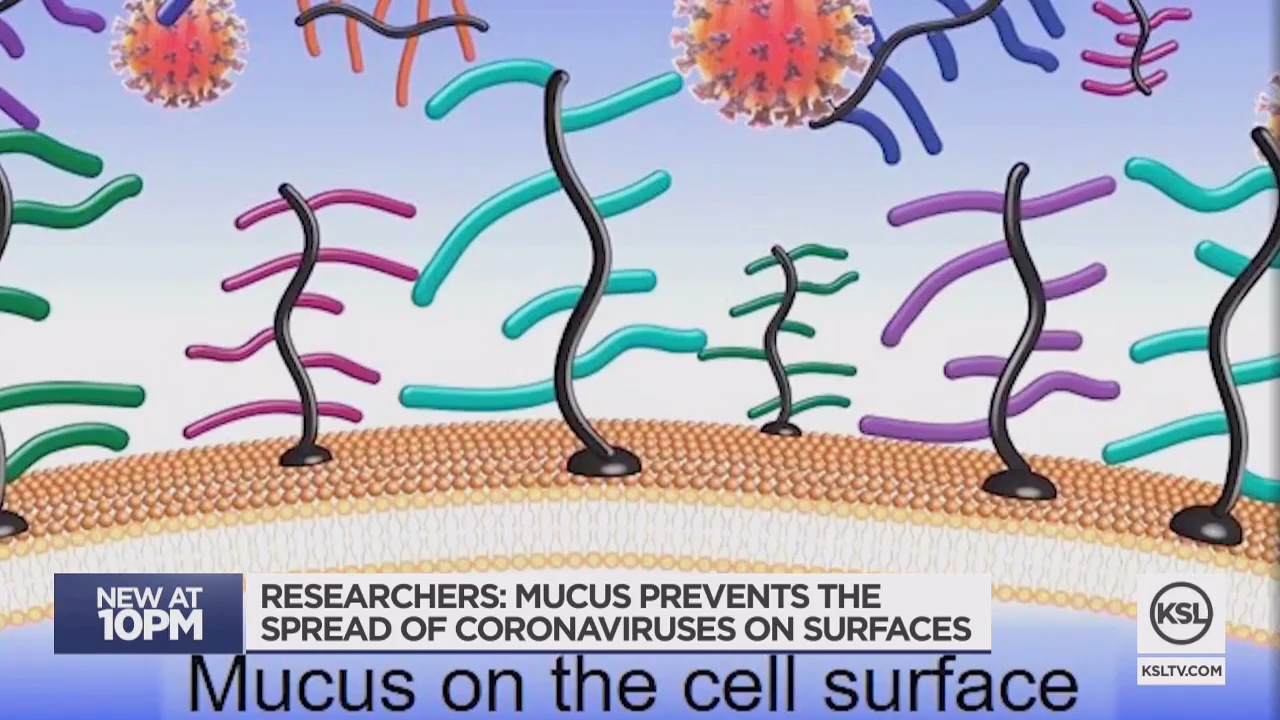 NEW AT
10PM
RESEARCHERS: MUCUS PREVENTS THE
SPREAD OF CORONAVIRUSES ON SURFACES
KSL
KSLTV.COM
Mucus on the cell surface